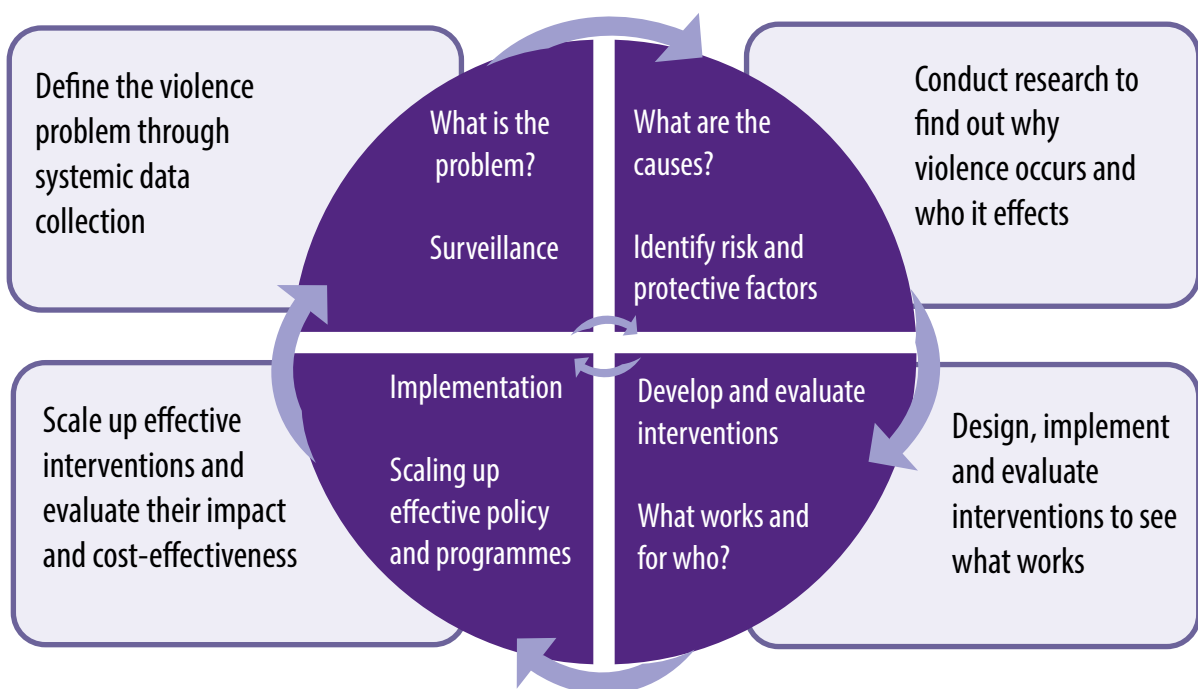 Define the violence
problem through
systemic data
collection
What is the
problem?
Surveillance
What are the
causes?
Identify risk and
protective factors
Conduct research to
find out why
violence occurs and
who it effects
Scale up effective
interventions and
evaluate their impact
and cost-effectiveness
Implementation
Scaling up
effective policy
and programmes
Develop and evaluate
interventions
What works and
for who?
Design, implement
and evaluate
interventions to see
what works